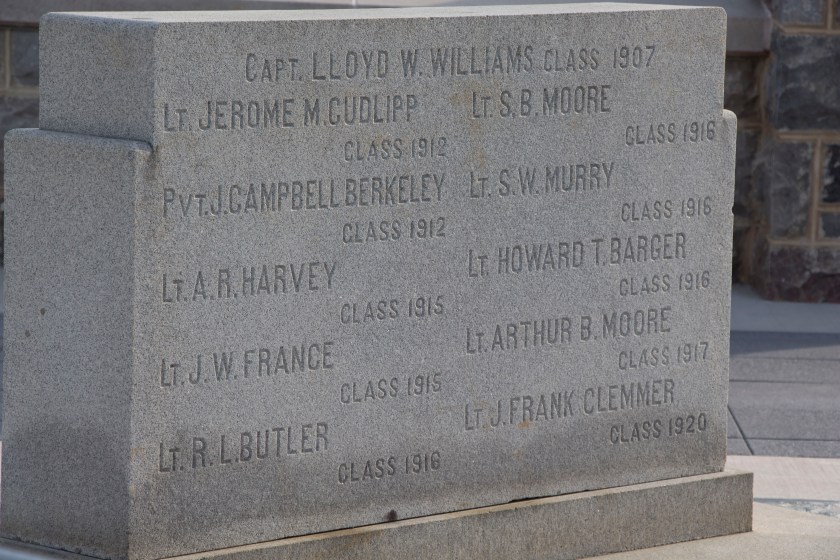 CAPT. LLOYD W. WILLIAMS CLASS 1907
LT. JEROME M. CUDLIPP
CLASS 1912
PVT. J. CAMPBELL BERKELEY
CLASS 1912
LT. A. R. HARVEY
CLASS 1915
LT. J. W. FRANCE
CLASS 1915
LT. R. L. BUTLER
CLASS 1916
LT. S. B. MOORE
CLASS 1916
LT. S. W. MURRY
CLASS 1916
LT. HOWARD T. BARGER
CLASS 1916
LT. ARTHUR B. MOORE
CLASS 1917
LT J. FRANK CLEMMER
CLASS 1920